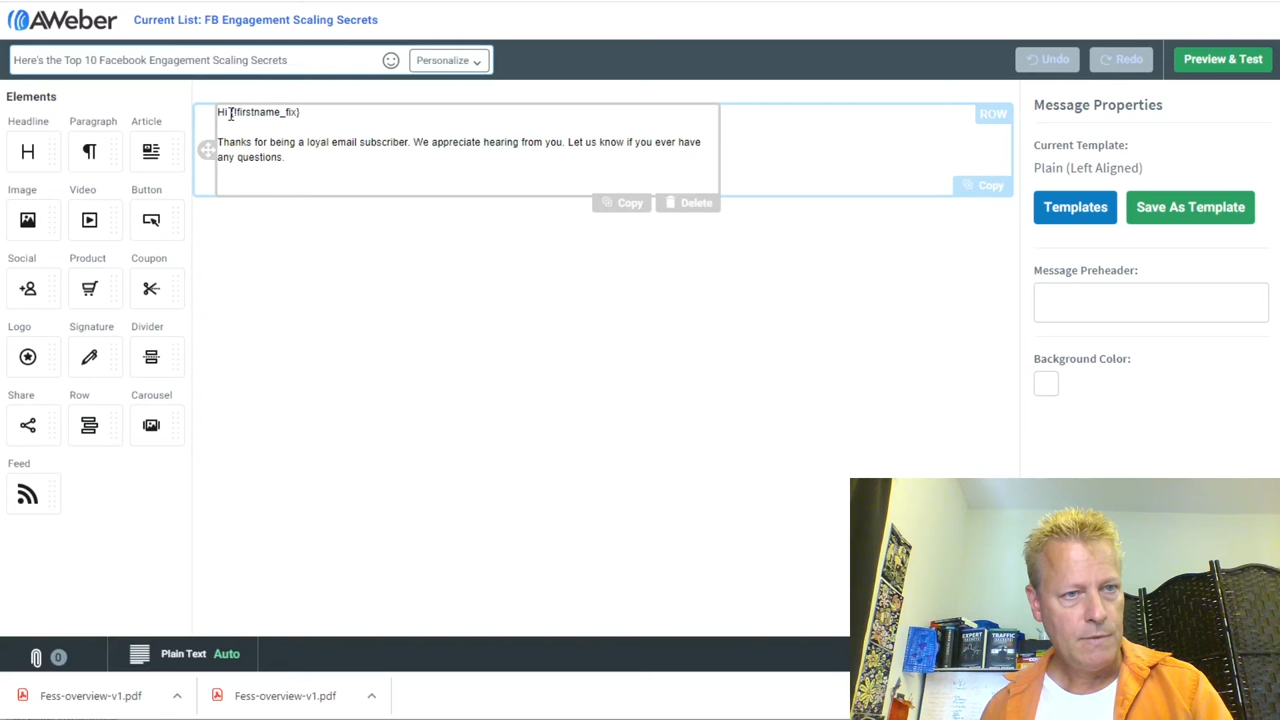 AWeber
Current List: FB Engagement Scaling Secrets
Here's the Top 10 Facebook Engagement Scaling Secrets
Personalize
Undo
Redo
Preview & Test
Elements
Headline
Paragraph
Article
Image
Video
Button
Social
Product
Coupon
Logo
Signature
Divider
Share
Row
Carousel
Feed
Hi {!firstname_fix}
Thanks for being a loyal email subscriber. We appreciate hearing from you. Let us know if you ever have
any questions.
ROW
Copy
Copy
Delete
Message Properties
Current Template:
Plain (Left Aligned)
Templates
Save As Template
Message Preheader:
Background Color:
0
Plain Text Auto
Fess-overview-v1.pdf
Fess-overview-v1.pdf
EXPERT
SECRETS
TRAFFIC
SECRETS